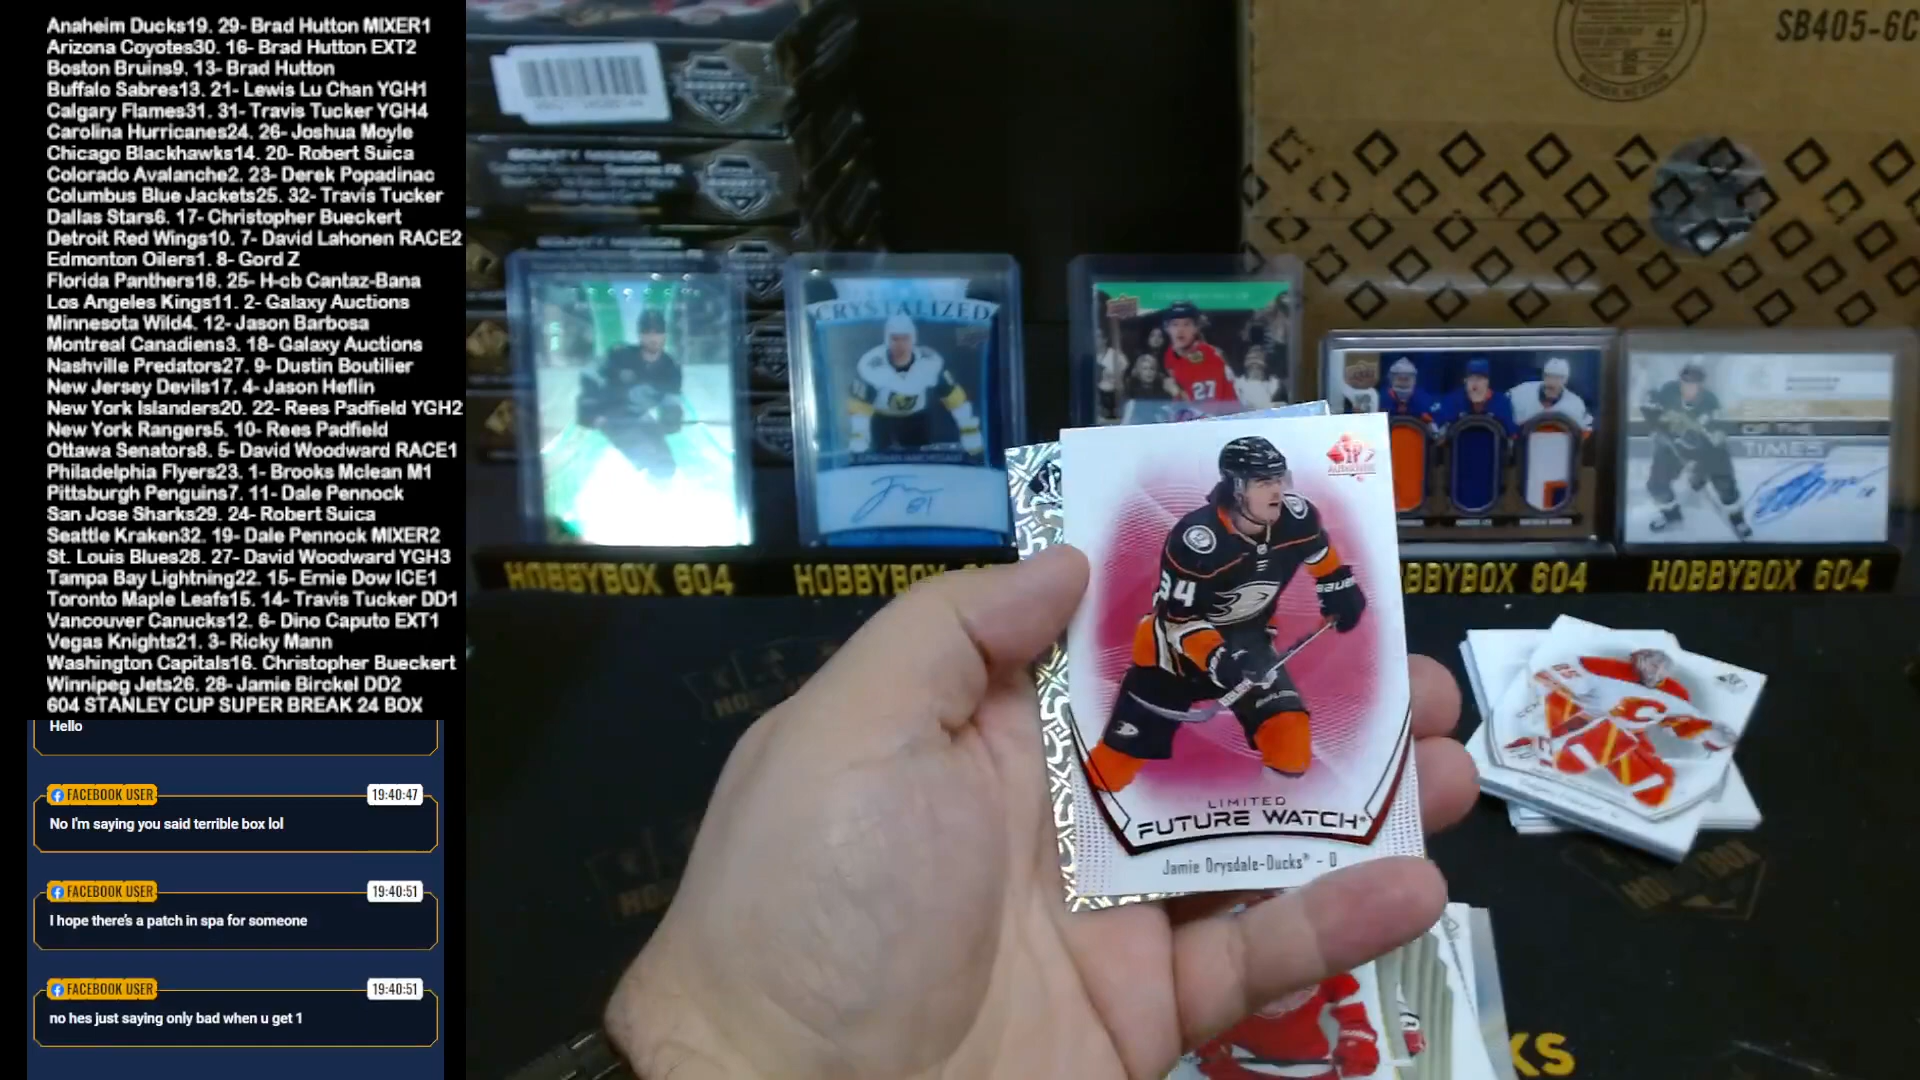 Anaheim Ducks19. 29- Brad Hutton MIXER1
Arizona Coyotes30. 16- Brad Hutton EXT2
Boston Bruins9. 13- Brad Hutton
Buffalo Sabres13. 21- Lewis Lu Chan YGH1
Calgary Flames31. 31- Travis Tucker YGH4
Carolina Hurricanes24. 26- Joshua Moyle
Chicago Blackhawks14. 20- Robert Suica
Colorado Avalanche2. 23- Derek Popadinac
Columbus Blue Jackets25. 32- Travis Tucker
Dallas Stars6. 17- Christopher Bueckert
Detroit Red Wings10. 7- David Lahonen RACE2
Edmonton Oilers1. 8- Gord Z
Florida Panthers18. 25- H-cb Cantaz-Bana
Los Angeles Kings11. 2- Galaxy Auctions
Minnesota Wild4. 12- Jason Barbosa
Montreal Canadiens3. 18- Galaxy Auctions
Nashville Predators27. 9- Dustin Boutilier
New Jersey Devils17. 4- Jason Heflin
New York Islanders20. 22- Rees Padfield YGH2
New York Rangers5. 10- Rees Padfield
Ottawa Senators8. 5- David Woodward RACE1
Philadelphia Flyers23. 1- Brooks Mclean M1
Pittsburgh Penguins7. 11- Dale Pennock
San Jose Sharks29. 24- Robert Suica
Seattle Kraken32. 19- Dale Pennock MIXER2
St. Louis Blues28. 27- David Woodward YGH3
Tampa Bay Lightning22. 15- Ernie Dow ICE1
Toronto Maple Leafs15. 14- Travis Tucker DD1
Vancouver Canucks12. 6- Dino Caputo EXT1
Vegas Knights21. 3- Ricky Mann
Washington Capitals16. Christopher Bueckert
Winnipeg Jets26. 28- Jamie Birckel DD2
604 STANLEY CUP SUPER BREAK 24 BOX
Hello
FACEBOOK USER 19:40:47
No I'm saying you said terrible box lol
FACEBOOK USER 19:40:51
I hope there's a patch in spa for someone
FACEBOOK USER 19:40:51
no hes just saying only bad when u get 1
SB405-6C
44
CRYSTALIZED
81
27
OF THE
TIMES
HOBBYBOX 604
HOBBYBOX
BBYBOX 604
HOBBYBOX 604
AUTHENTIC
34
BAUER
LIMITED
FUTURE WATCH
Jamie Drysdale-Ducks® - D
KS